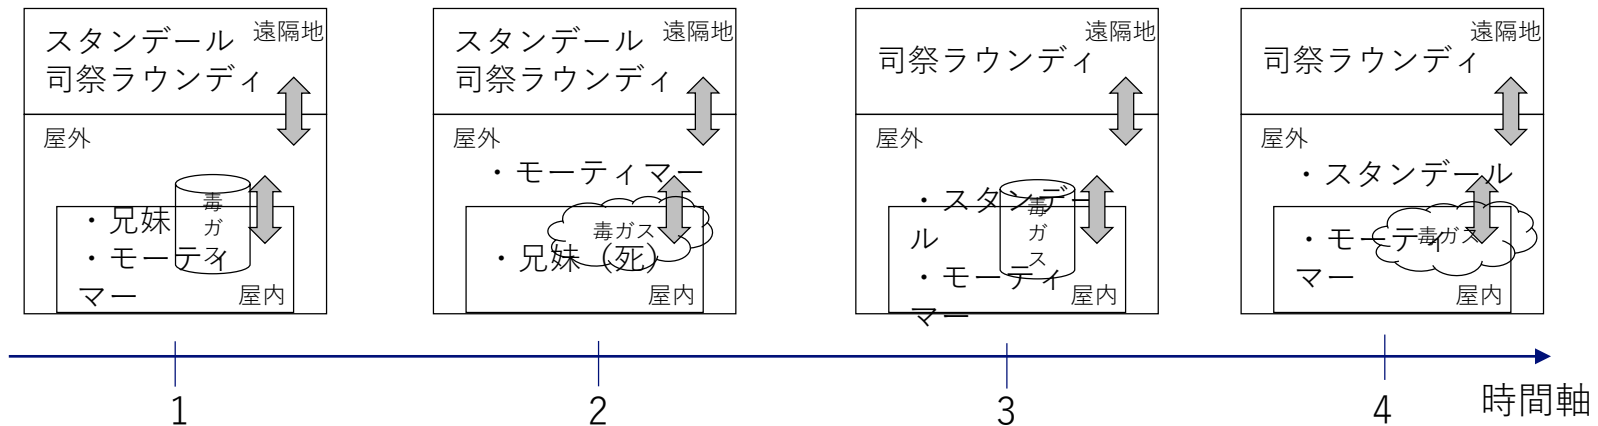 スタンデール
司祭ラウンディ
遠隔地
屋外
・兄妹
・モーティ
マー
毒
ガ
ス
屋内
スタンデール
司祭ラウンディ
遠隔地
屋外
・モーティマー
毒ガス
・兄妹（死）
屋内
司祭ラウンディ
遠隔地
屋外
・スタンデー
ル
・モーティ
マー
毒
ガ
ス
屋内
司祭ラウンディ
遠隔地
屋外
・スタンデール
・モーティ
マー
毒ガス
屋内
1
2
3
4
時間軸